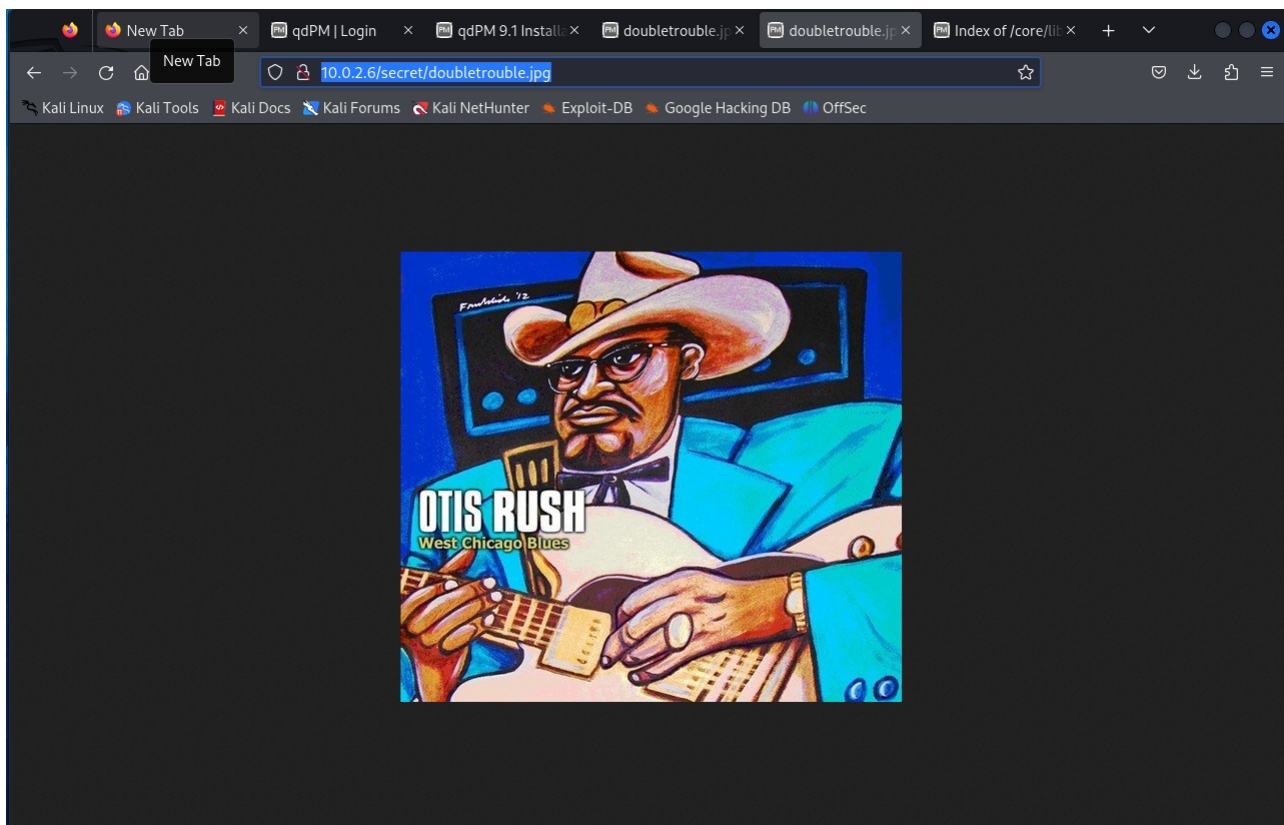 New Tab
qdPM | Login
qdPM 9.1 Installa
doubletrouble.jp
doubletrouble.jp
Index of /core/lib
New Tab
10.0.2.6/secret/doubletrouble.jpg
Kali Linux
Kali Tools
Kali Docs
Kali Forums
Kali NetHunter
Exploit-DB
Google Hacking DB
OffSec
'12
OTIS RUSH
West Chicago Blues